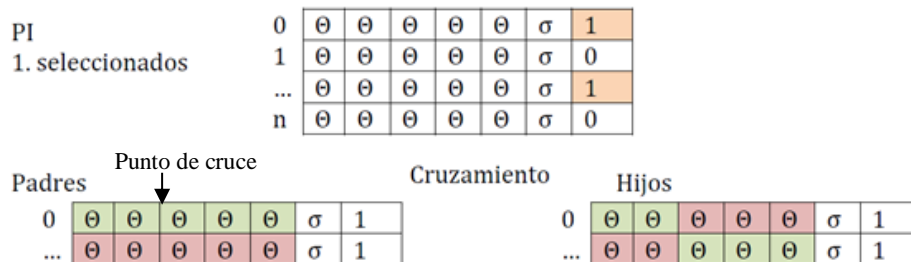 PI
1. seleccionados
0 Θ Θ Θ Θ Θ σ 1
1 Θ Θ Θ Θ Θ σ 0
... Θ Θ Θ Θ Θ σ 1
n Θ Θ Θ Θ Θ σ 0
Punto de cruce
Padres
0 Θ Θ Θ Θ Θ σ 1
... Θ Θ Θ Θ Θ σ 1
Cruzamiento
Hijos
0 Θ Θ Θ Θ Θ σ 1
... Θ Θ Θ Θ Θ σ 1